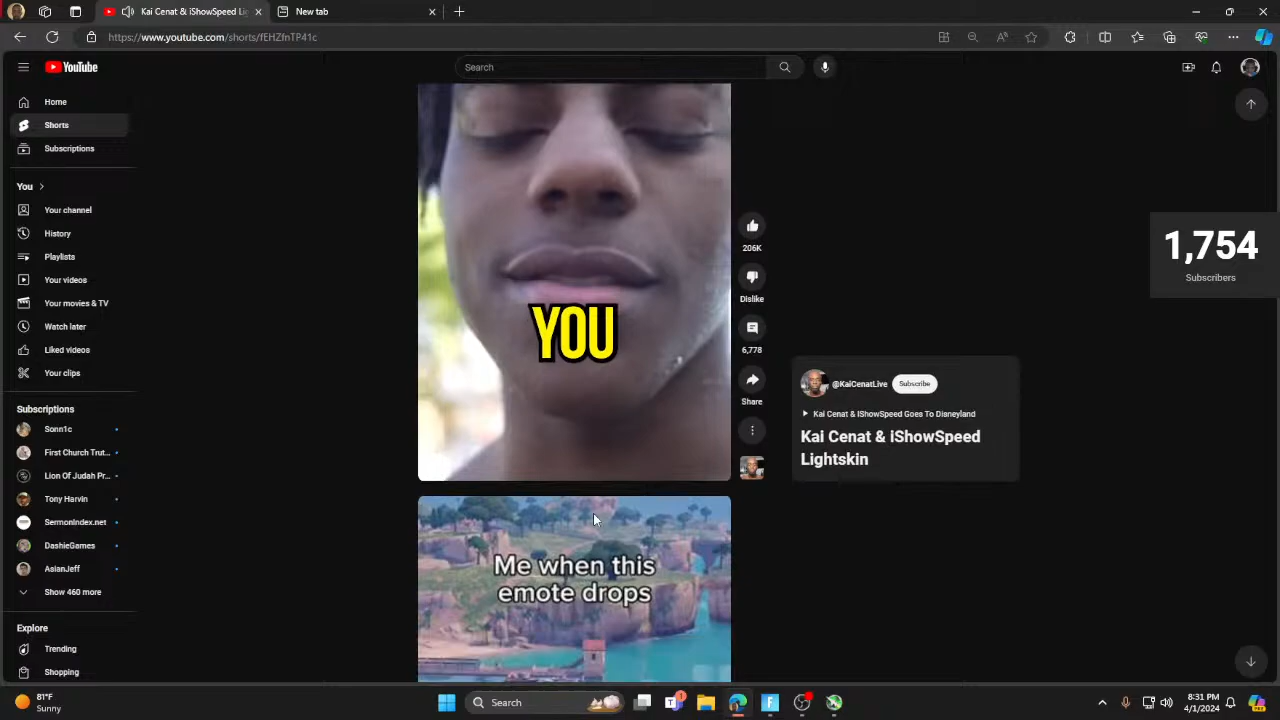 Kai Cenat & iShowSpeed Li
New tab
https://www.youtube.com/shorts/fEHZfnTP41c
YouTube
Search
Home
Shorts
Subscriptions
You
Your channel
History
Playlists
Your videos
Your movies & TV
Watch later
Liked videos
Your clips
Subscriptions
Sonn1c
First Church Trut...
Lion Of Judah Pr...
Tony Harvin
SermonIndex.net
DashieGames
AslanJeff
Show 460 more
Explore
Trending
Shopping
YOU
Me when this
emote drops
206K
Dislike
6,778
Share
@KaiCenatLive
Subscribe
Kai Cenat & IShowSpeed Goes To Disneyland
Kai Cenat & iShowSpeed
Lightskin
1,754
Subscribers
81°F
Sunny
Search
8:31 PM
4/1/2024